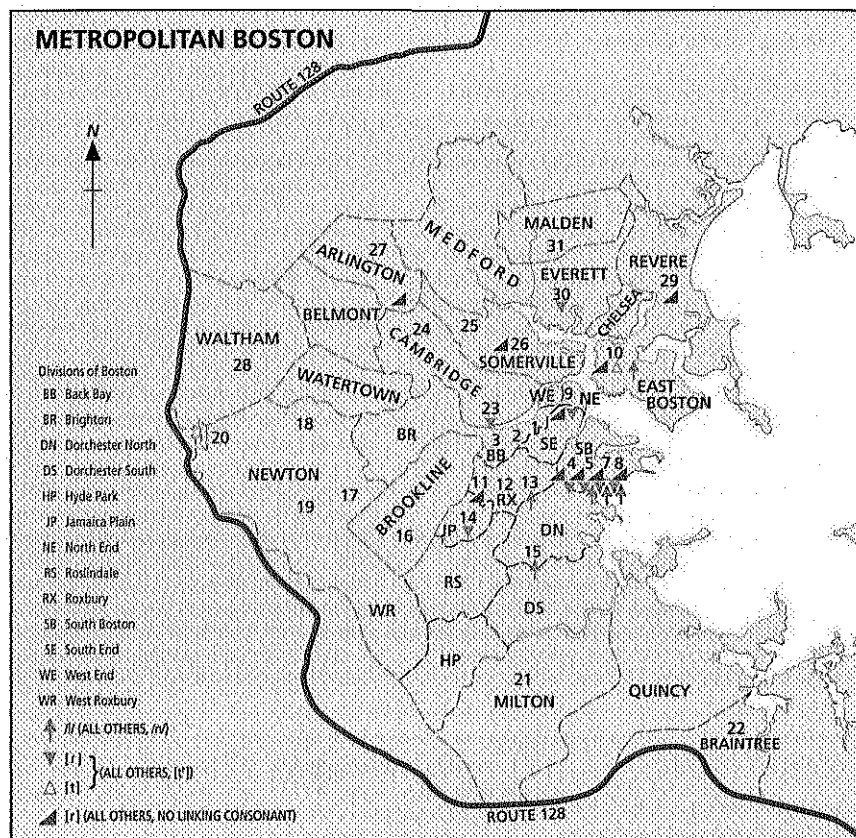 METROPOLITAN BOSTON
ROUTE 128
N
MALDEN
31
MEDFORD
27
ARLINGTON
REVERE
29
EVERETT
30
CHELSEA
BELMONT
24
25
26
SOMERVILLE
10
WALTHAM
28
CAMBRIDGE
EAST
BOSTON
WATERTOWN
WE
9
NE
23
1
2
3
BB
SE
SB
18
BR
20
NEWTON
17
19
BROOKLINE
16
4 5 7 8
11
12
RX
13
14
JP
DN
15
RS
DS
WR
HP
21
MILTON
QUINCY
22
BRAINTREE
ROUTE 128
Divisions of Boston
BB Back Bay
BR Brighton
DN Dorchester North
DS Dorchester South
HP Hyde Park
JP Jamaica Plain
NE North End
RS Roslindale
RX Roxbury
SB South Boston
SE South End
WE West End
WR West Roxbury
(ALL OTHERS, /n/)
[r]
[t]
(ALL OTHERS,
[r] (ALL OTHERS, NO LINKING CONSONANT)